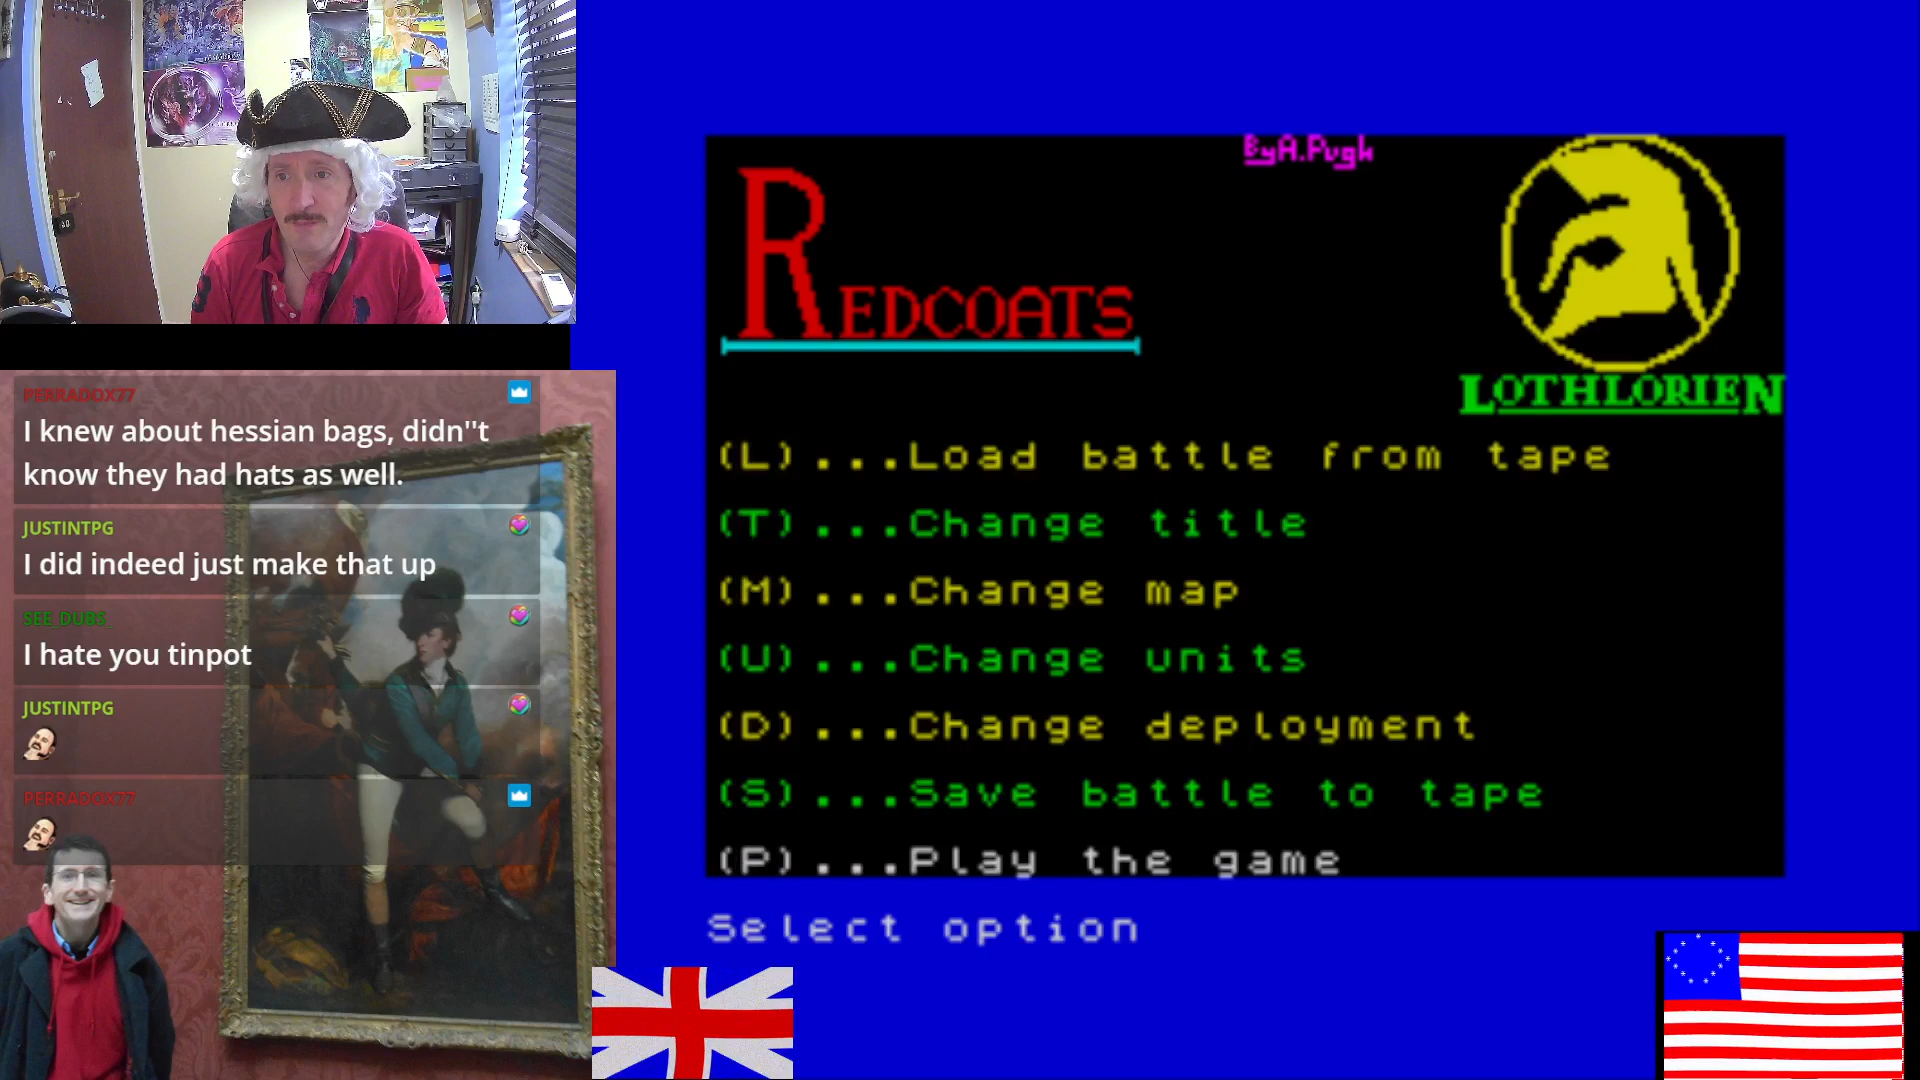 PERRADOX77
I knew about hessian bags, didn''t
know they had hats as well.
JUSTINTPG
I did indeed just make that up
SEE_DUBS_
I hate you tinpot
JUSTINTPG
PERRADOX77
ByA.Pugh
REDCOATS
LOTHLORIEN
(L)...Load battle from tape
(T)...Change title
(M)...Change map
(U)...Change units
(D)...Change deployment
(S)...Save battle to tape
(P)...Play the game
Select option